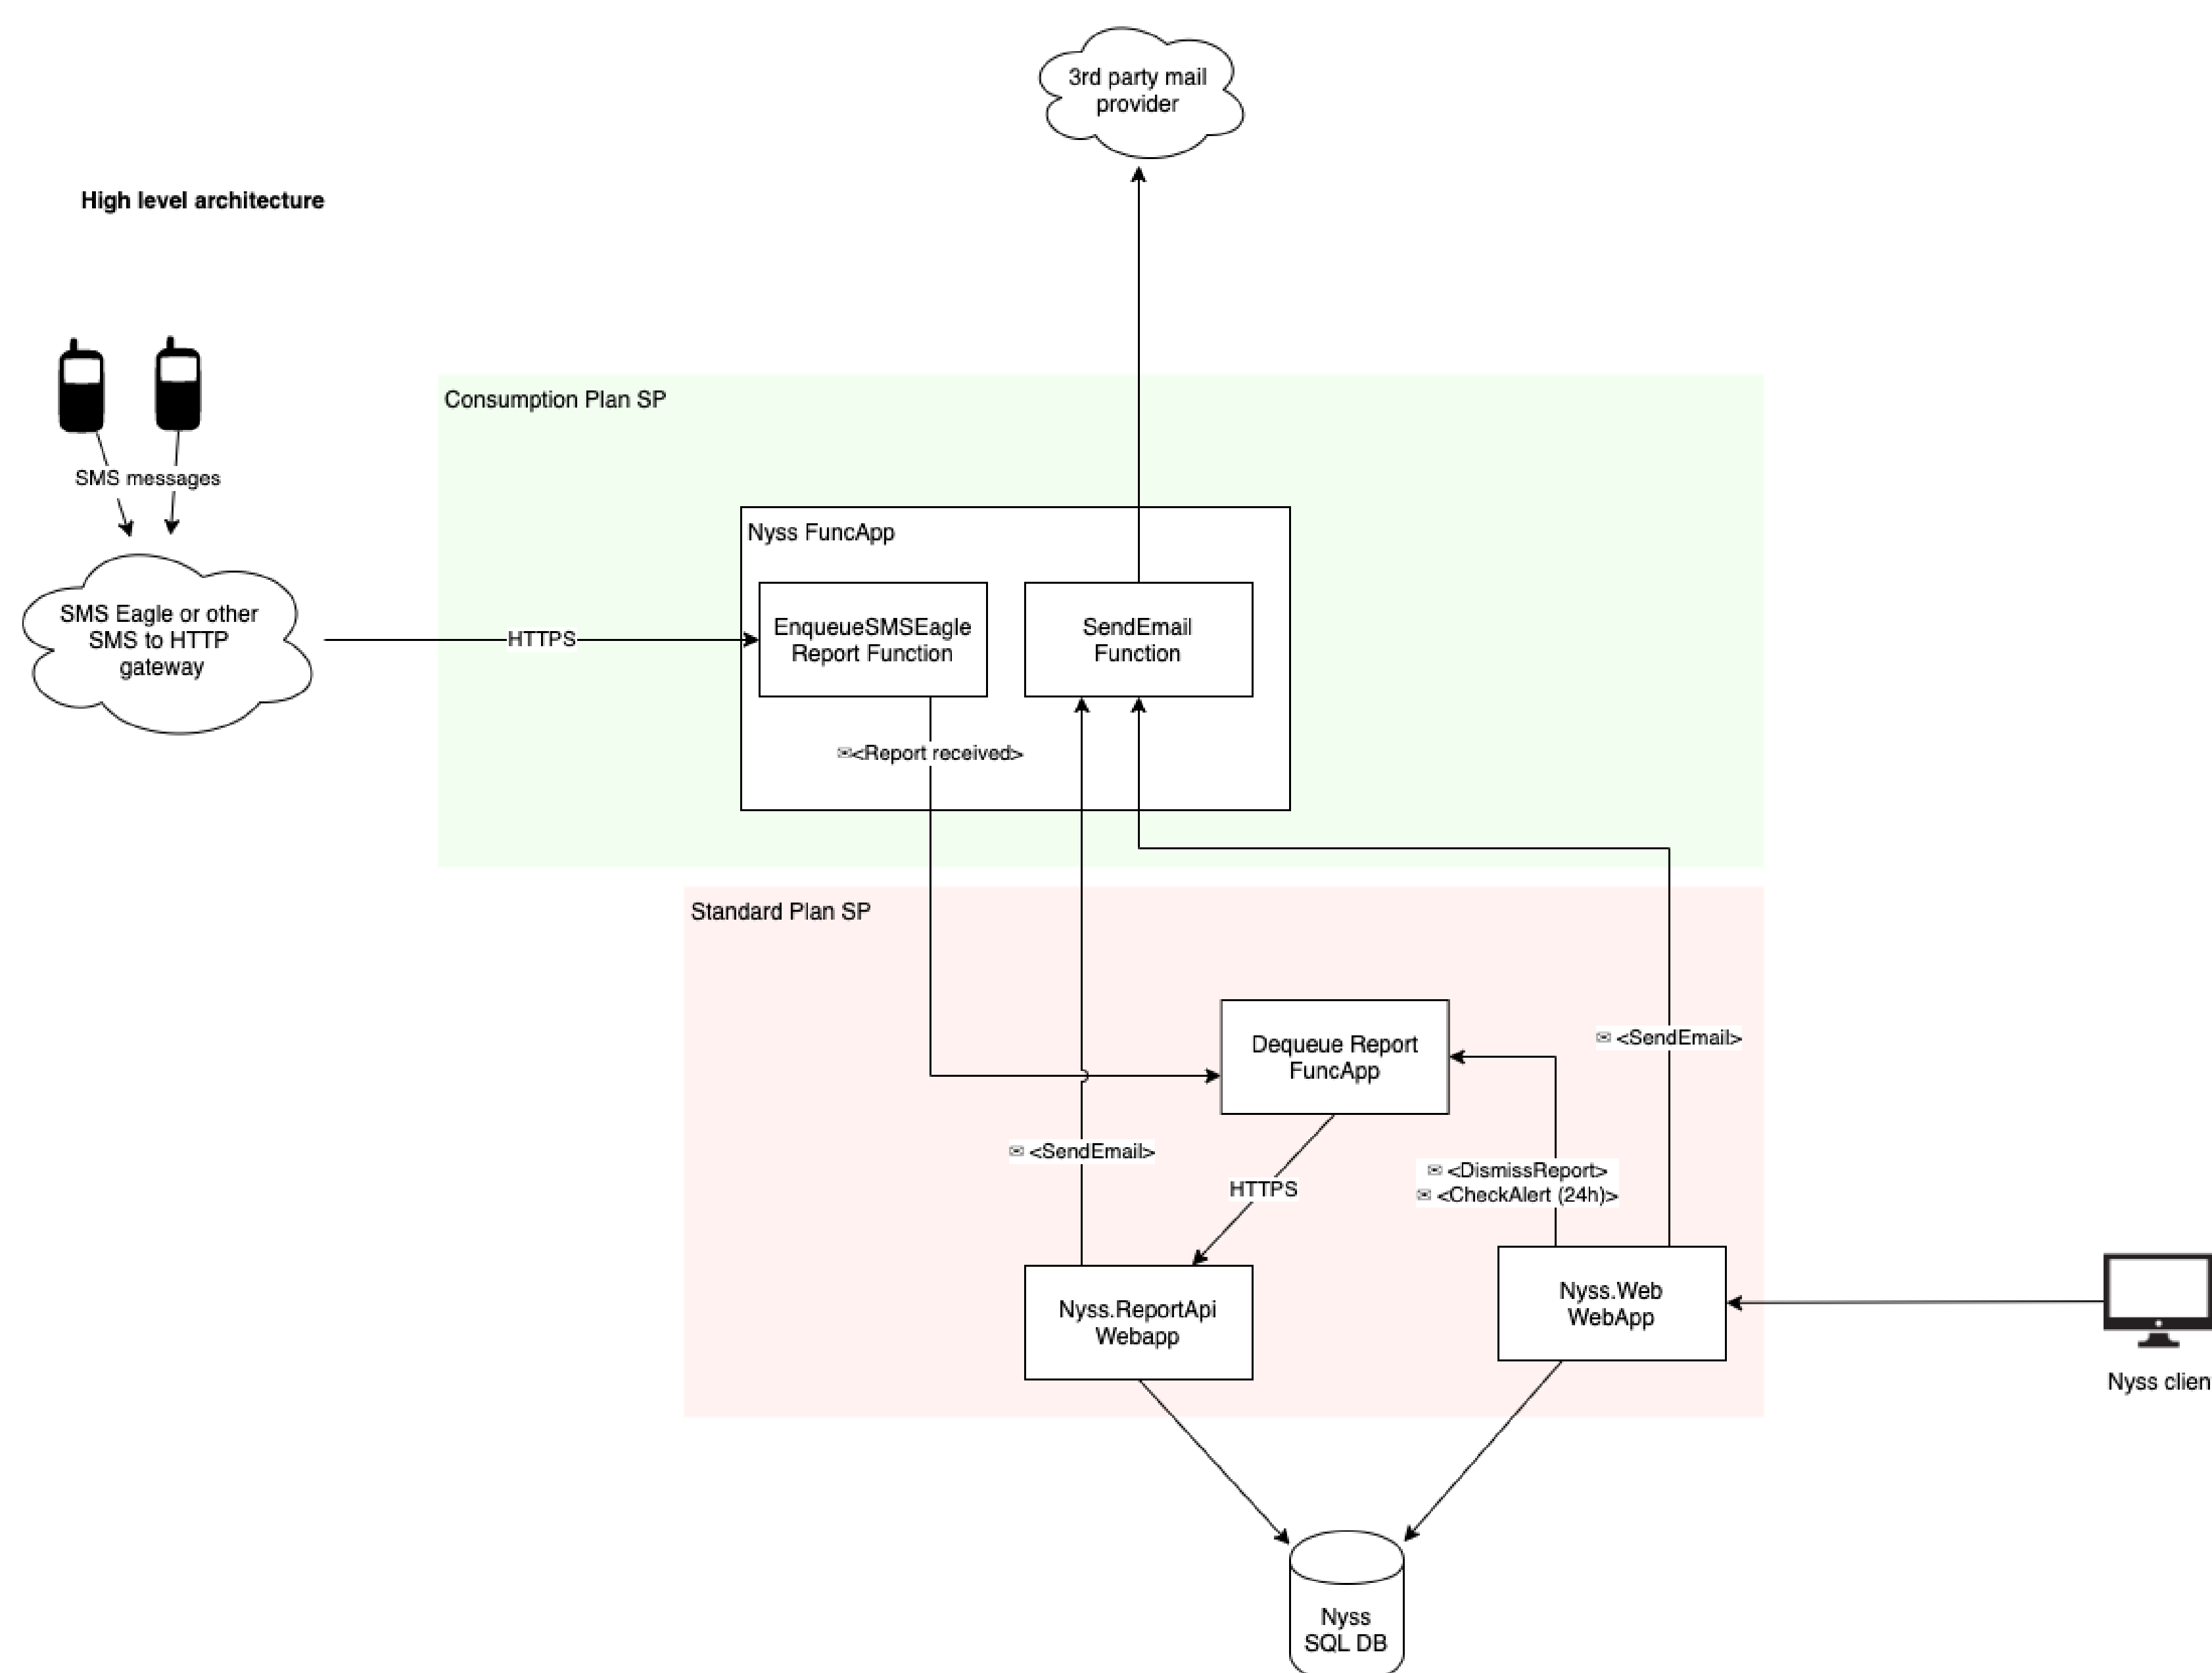 3rd party mail
provider
High level architecture
Consumption Plan SP
SMS messages
Nyss FuncApp
SMS Eagle or other
SMS to HTTP
gateway
HTTPS
EnqueueSMSEagle
Report Function
SendEmail
Function
✉<Report received>
Standard Plan SP
Dequeue Report
FuncApp
✉ <SendEmail>
✉ <SendEmail>
HTTPS
✉ <DismissReport>
✉ <CheckAlert (24h)>
Nyss.ReportApi
Webapp
Nyss.Web
WebApp
Nyss clien
Nyss
SQL DB